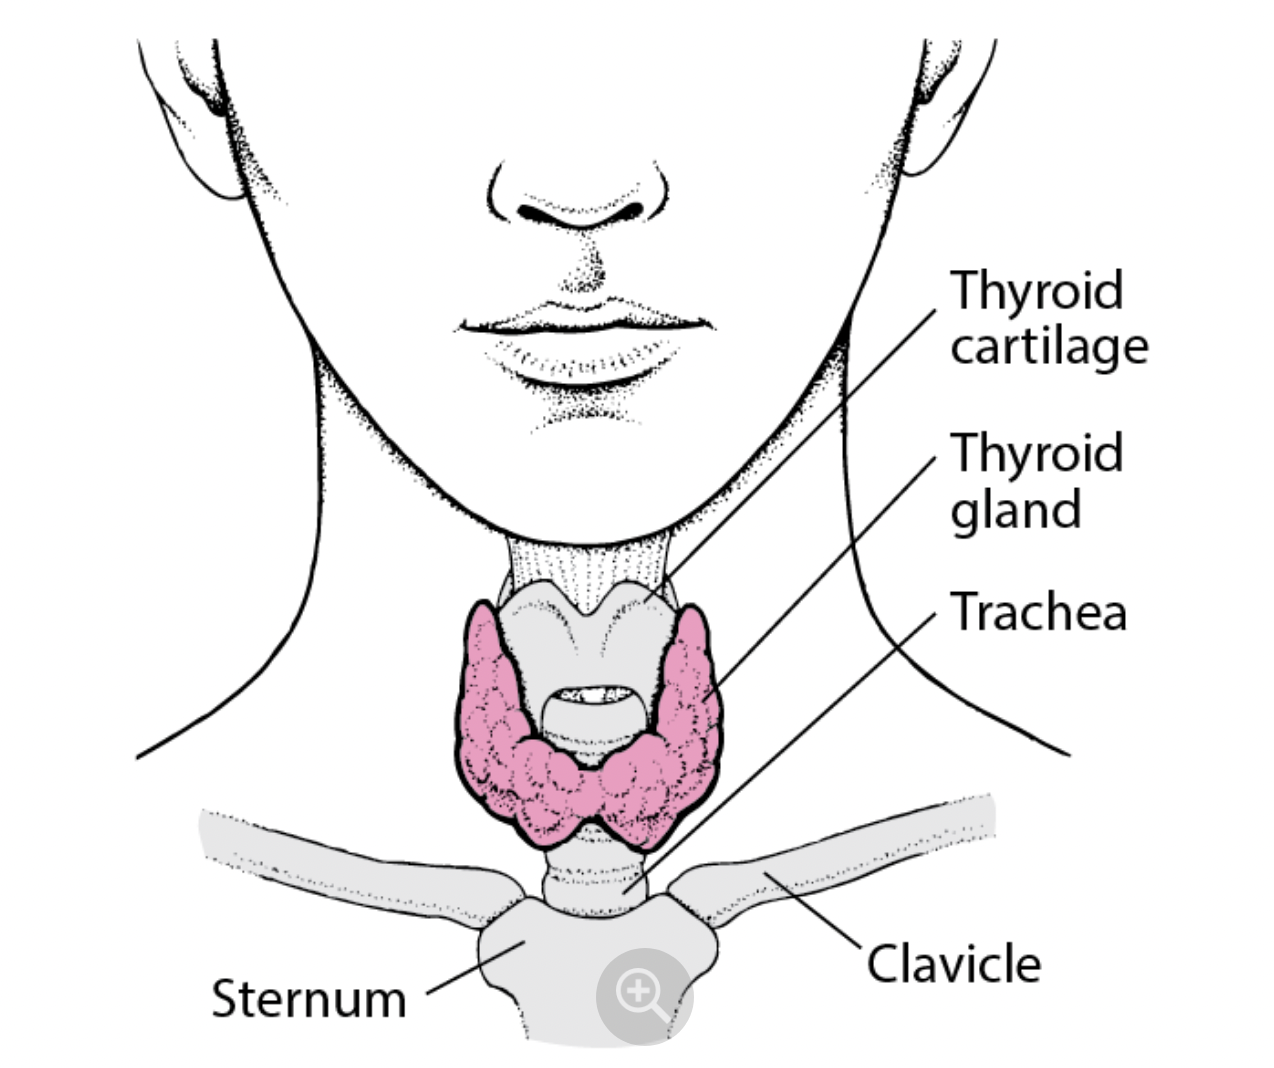 Thyroid
cartilage
Thyroid
gland
Trachea
Clavicle
Sternum